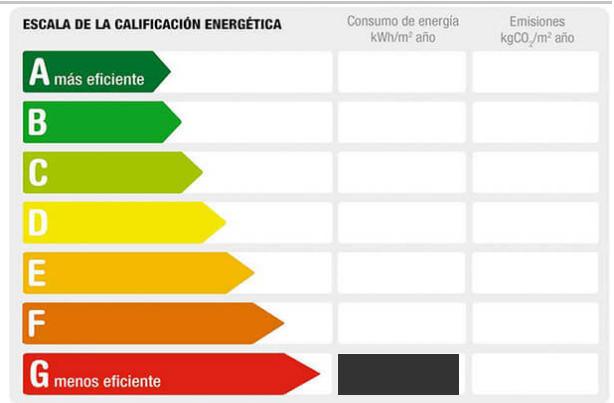 ESCALA DE LA CALIFICACIÓN ENERGÉTICA
Consumo de energía
kWh/m² año
Emisiones
kgCO₂/m² año
A más eficiente
B
C
D
E
F
G menos eficiente